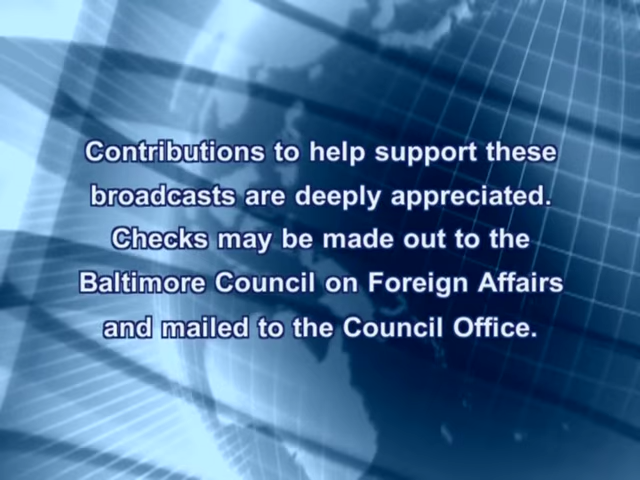 Contributions to help support these
broadcasts are deeply appreciated.
Checks may be made out to the
Baltimore Council on Foreign Affairs
and mailed to the Council Office.